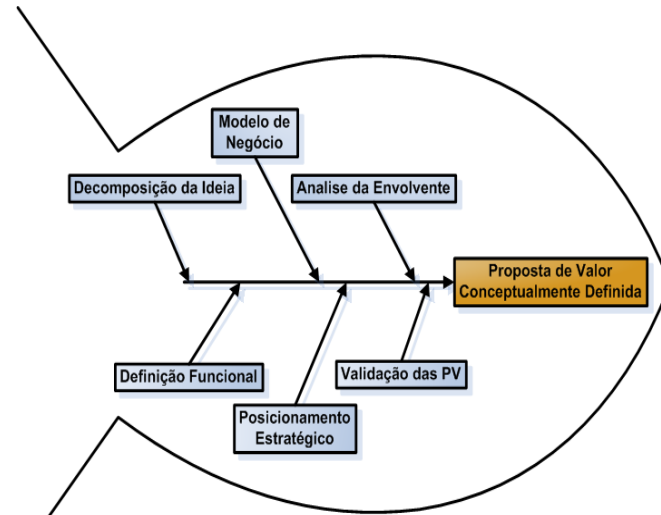 Modelo de
Negócio
Decomposição da Ideia
Analise da Envolvente
Proposta de Valor
Conceptualmente Definida
Definição Funcional
Validação das PV
Posicionamento
Estratégico